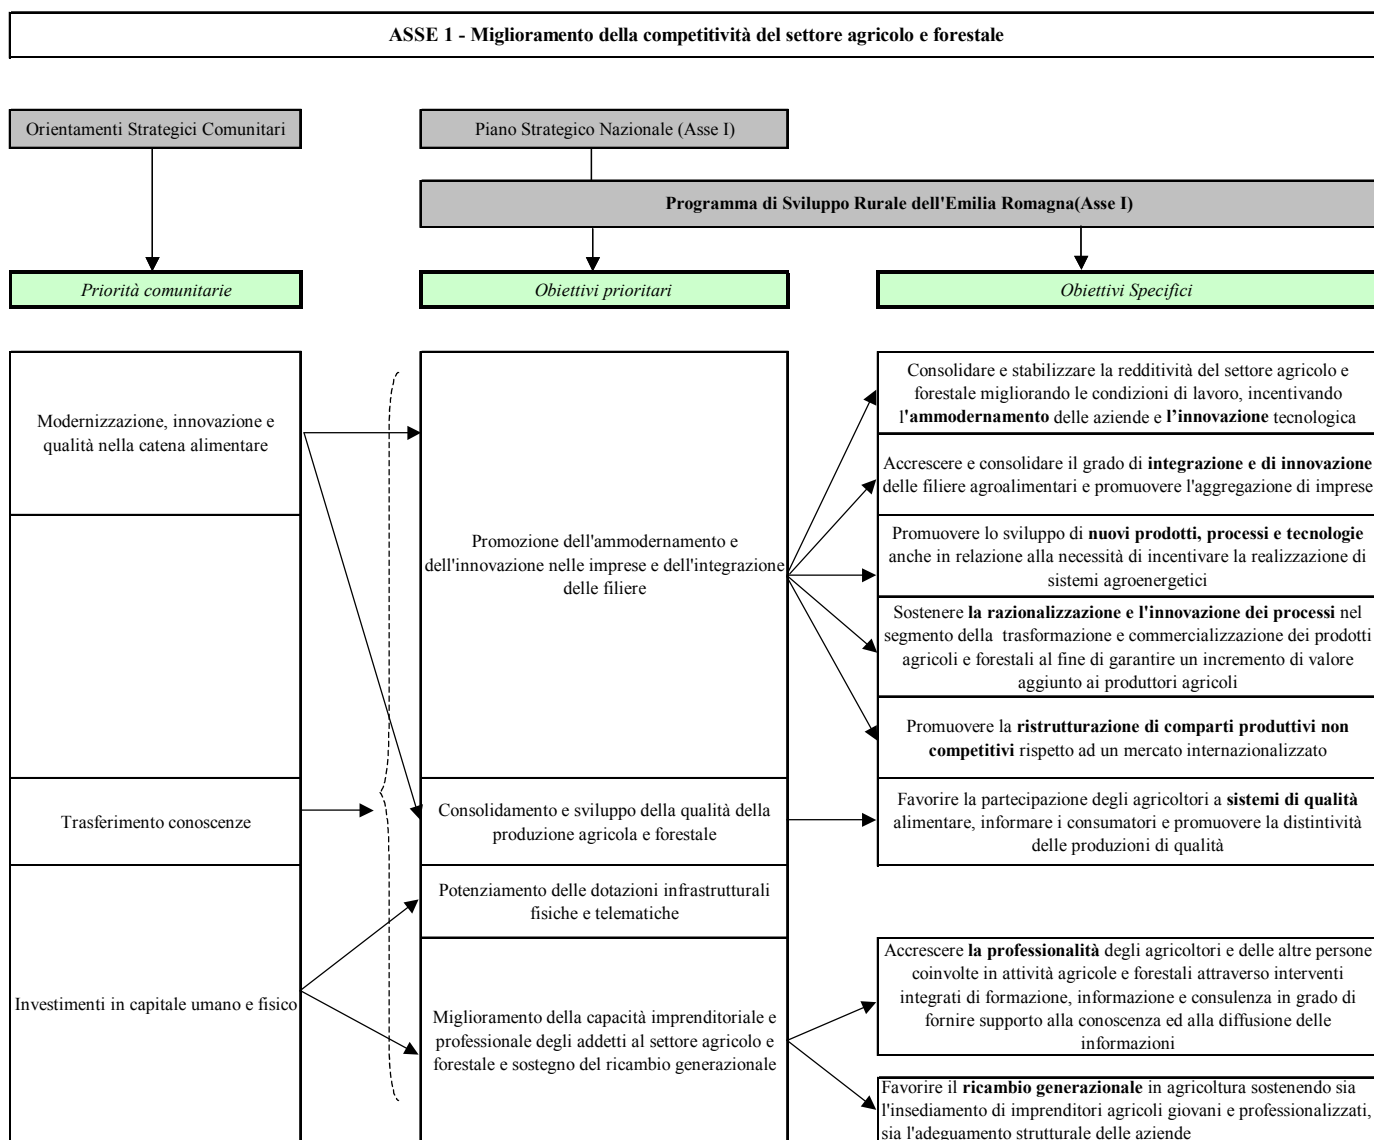 ASSE 1 - Miglioramento della competitività del settore agricolo e forestale
Orientamenti Strategici Comunitari
Piano Strategico Nazionale (Asse I)
Programma di Sviluppo Rurale dell'Emilia Romagna(Asse I)
Priorità comunitarie
Obiettivi prioritari
Obiettivi Specifici
Modernizzazione, innovazione e
qualità nella catena alimentare
Trasferimento conoscenze
Investimenti in capitale umano e fisico
Promozione dell'ammodernamento e
dell'innovazione nelle imprese e dell'integrazione
delle filiere
Consolidamento e sviluppo della qualità della
produzione agricola e forestale
Potenziamento delle dotazioni infrastrutturali
fisiche e telematiche
Miglioramento della capacità imprenditoriale e
professionale degli addetti al settore agricolo e
forestale e sostegno del ricambio generazionale
Consolidare e stabilizzare la redditività del settore agricolo e
forestale migliorando le condizioni di lavoro, incentivando
l'ammodernamento delle aziende e l’innovazione tecnologica
Accrescere e consolidare il grado di integrazione e di innovazione
delle filiere agroalimentari e promuovere l'aggregazione di imprese
Promuovere lo sviluppo di nuovi prodotti, processi e tecnologie
anche in relazione alla necessità di incentivare la realizzazione di
sistemi agroenergetici
Sostenere la razionalizzazione e l'innovazione dei processi nel
segmento della trasformazione e commercializzazione dei prodotti
agricoli e forestali al fine di garantire un incremento di valore
aggiunto ai produttori agricoli
Promuovere la ristrutturazione di comparti produttivi non
competitivi rispetto ad un mercato internazionalizzato
Favorire la partecipazione degli agricoltori a sistemi di qualità
alimentare, informare i consumatori e promuovere la distintività
delle produzioni di qualità
Accrescere la professionalità degli agricoltori e delle altre persone
coinvolte in attività agricole e forestali attraverso interventi
integrati di formazione, informazione e consulenza in grado di
fornire supporto alla conoscenza ed alla diffusione delle
informazioni
Favorire il ricambio generazionale in agricoltura sostenendo sia
l'insediamento di imprenditori agricoli giovani e professionalizzati,
sia l'adeguamento strutturale delle aziende